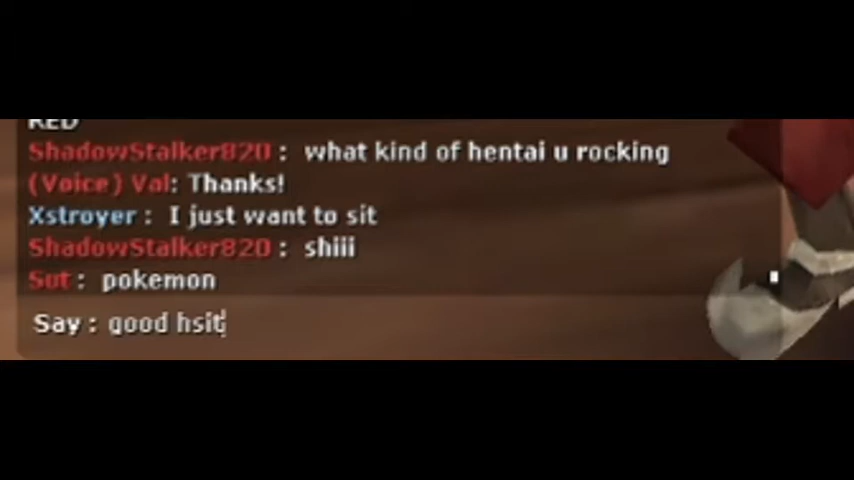 RED
ShadowStalker820 : what kind of hentai u rocking
(Voice) Val: Thanks!
Xstroyer : I just want to sit
ShadowStalker820 : shiii
Sut : pokemon
Say : good hsit